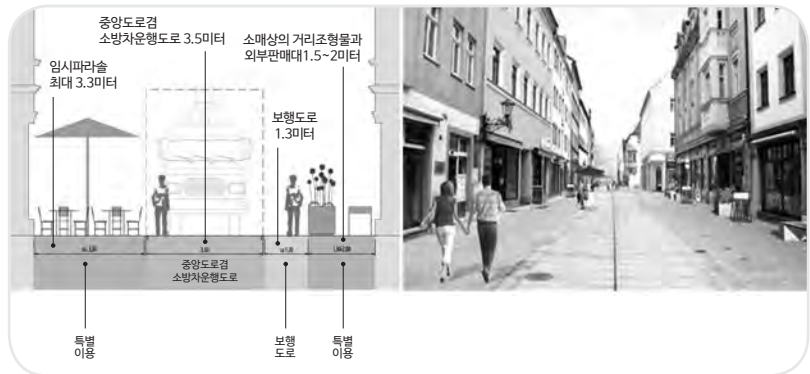 중앙도로겸
소방차운행도로 3.5미터
소매상의 거리조형물과
외부판매대1.5~2미터
임시파라솔
최대 3.3미터
보행도로
1.3미터
중앙도로겸
소방차운행도로
특별
이용
보행
도로
특별
이용